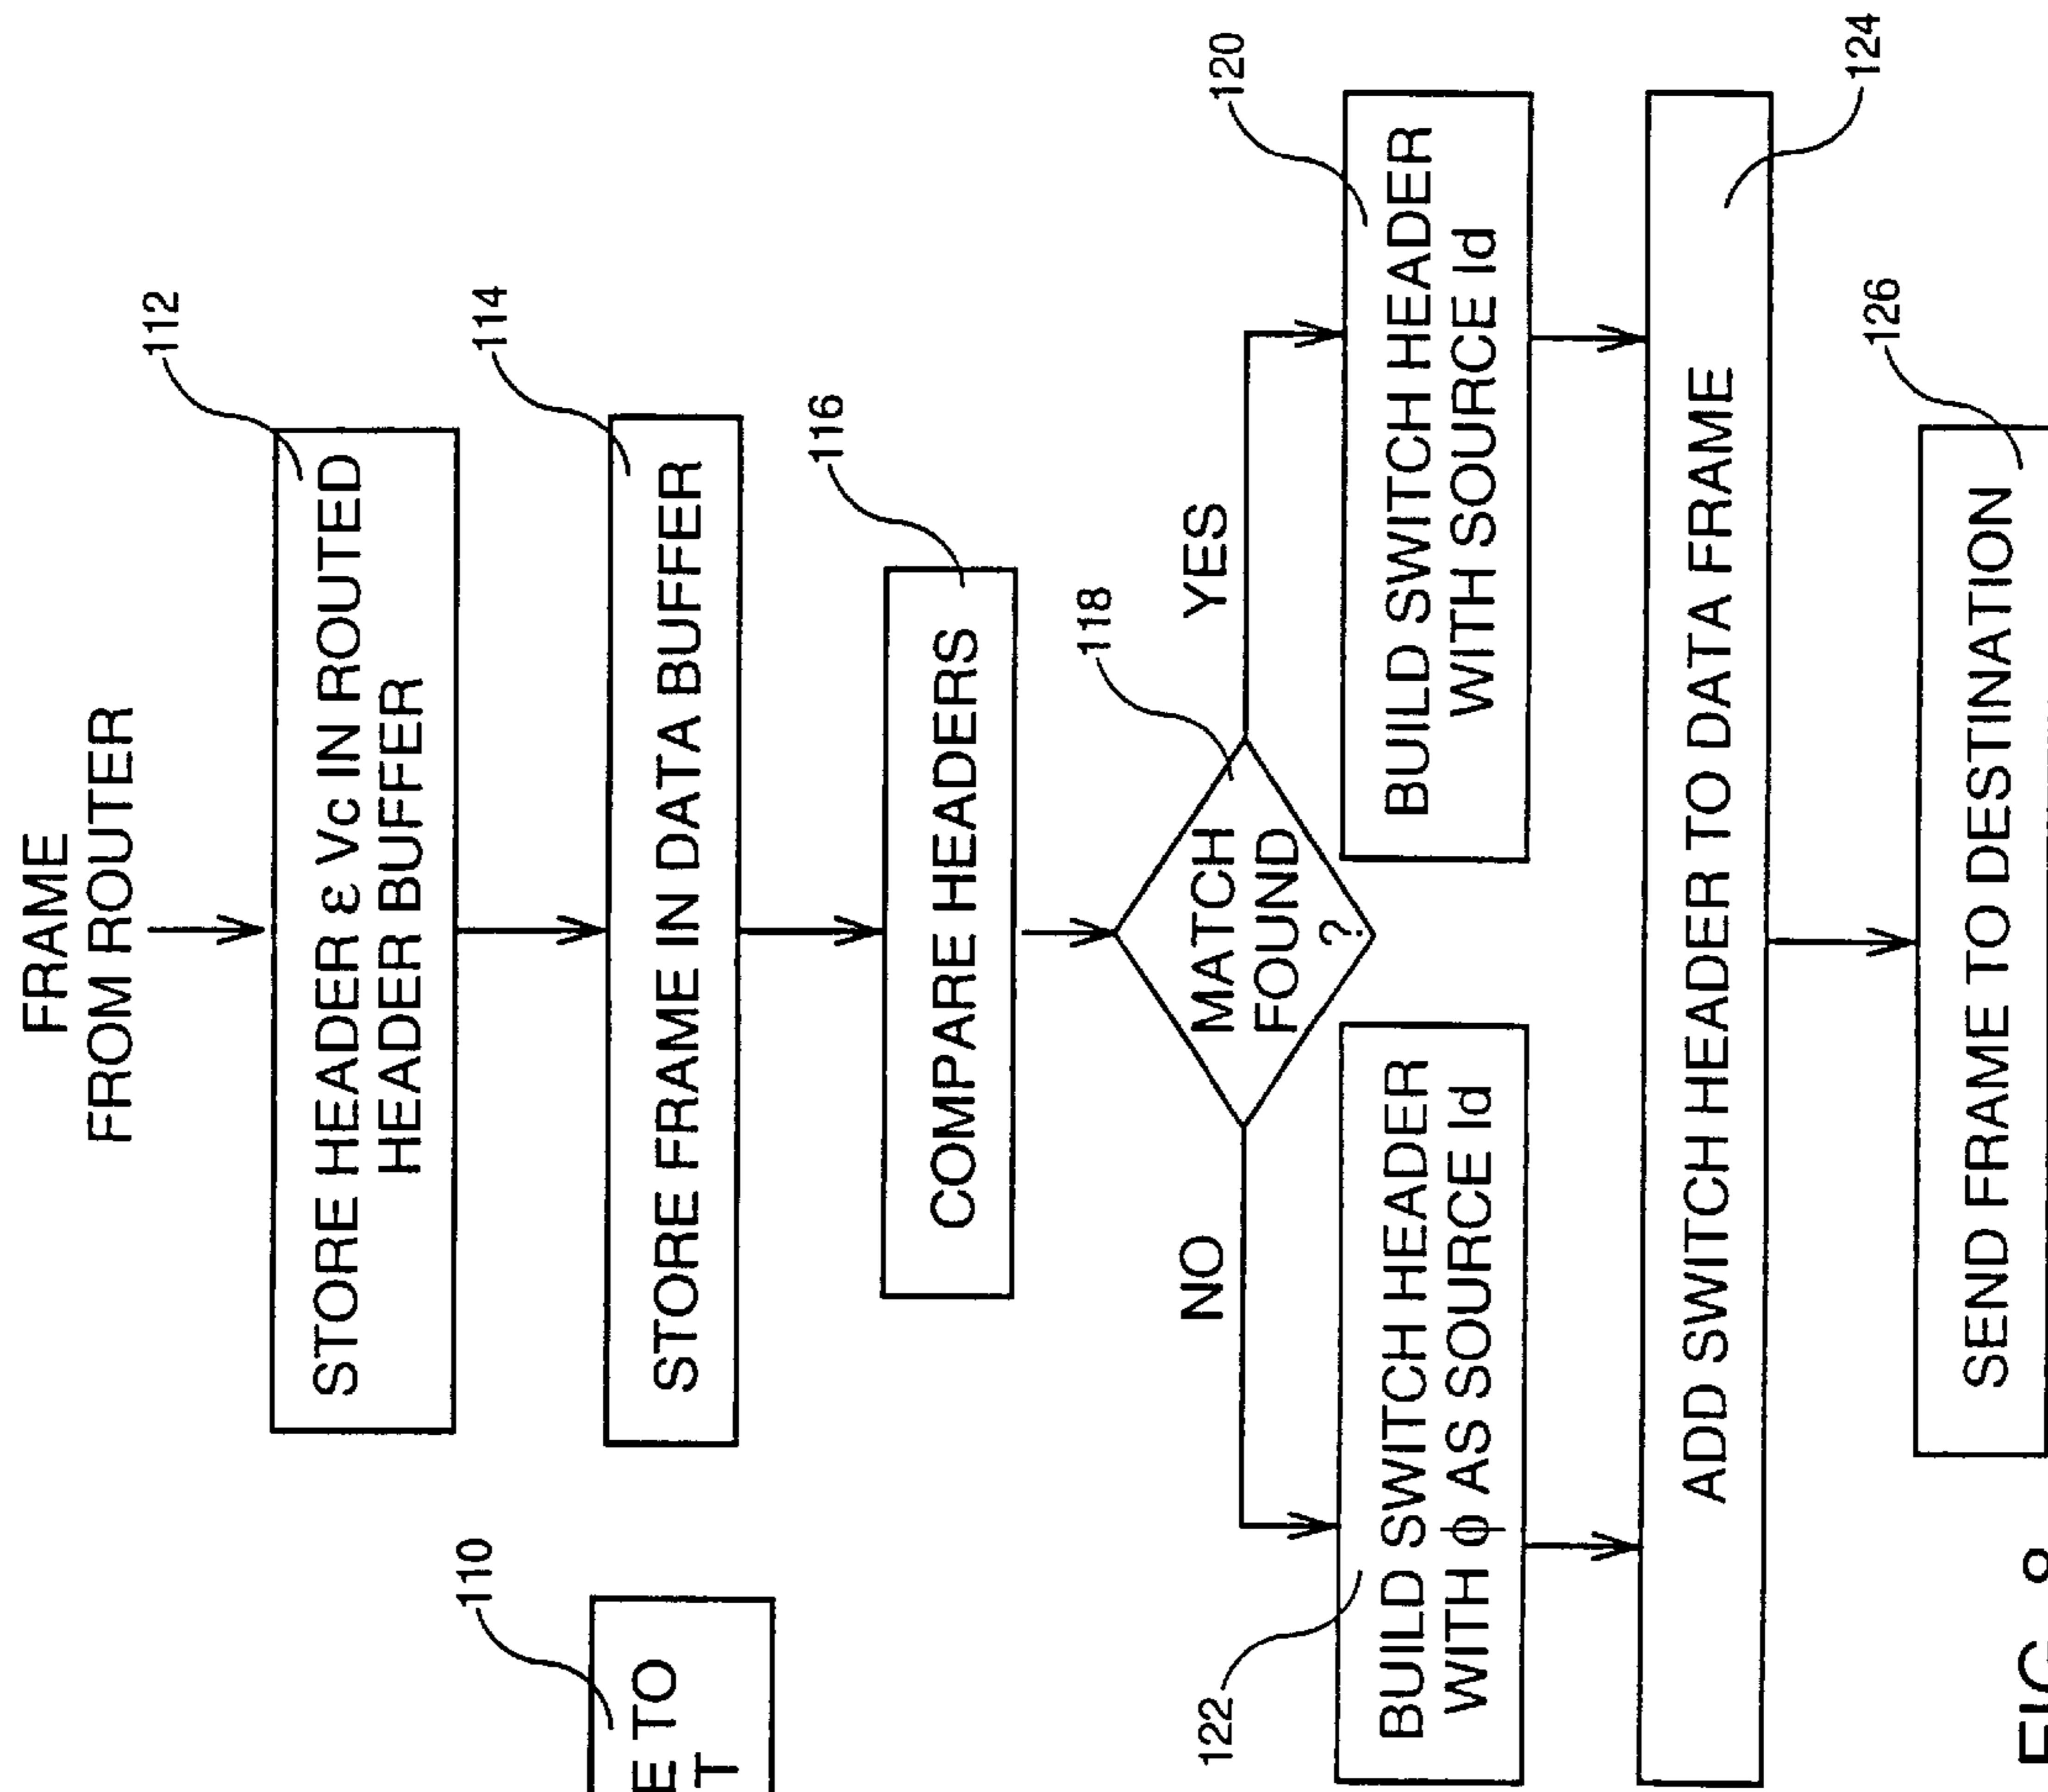 FRAME
FROM ROUTER
112
STORE HEADER & Vc IN ROUTED
HEADER BUFFER
114
STORE FRAME IN DATA BUFFER
110
E TO
T
116
COMPARE HEADERS
118
MATCH
FOUND
?
NO
YES
122
BUILD SWITCH HEADER
WITH ϕ AS SOURCE Id
120
BUILD SWITCH HEADER
WITH SOURCE Id
124
ADD SWITCH HEADER TO DATA FRAME
126
SEND FRAME TO DESTINATION
FIG. 8